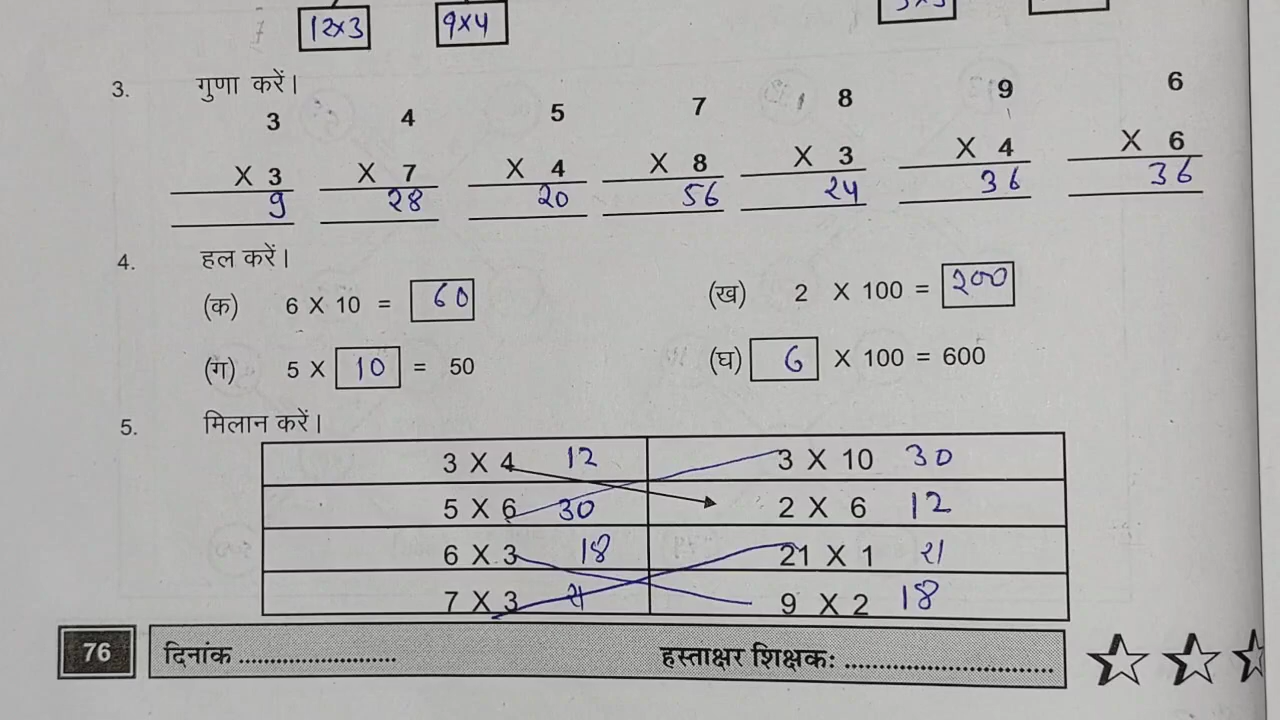 12x3 9x4
3. गुणा करें।
3 4 5 7 8 9 6
X 3 X 7 X 4 X 8 X 3 X 4 X 6
9 28 20 56 24 36 36
4. हल करें।
(क) 6 X 10 = 60 (ख) 2 X 100 = 200
(ग) 5 X 10 = 50 (घ) 6 X 100 = 600
5. मिलान करें।
3 X 4 12 3 X 10 30
5 X 6 30 2 X 6 12
6 X 3 18 21 X 1 21
7 X 3 21 9 X 2 18
76 दिनांक .......................... हस्ताक्षर शिक्षक: ..............................